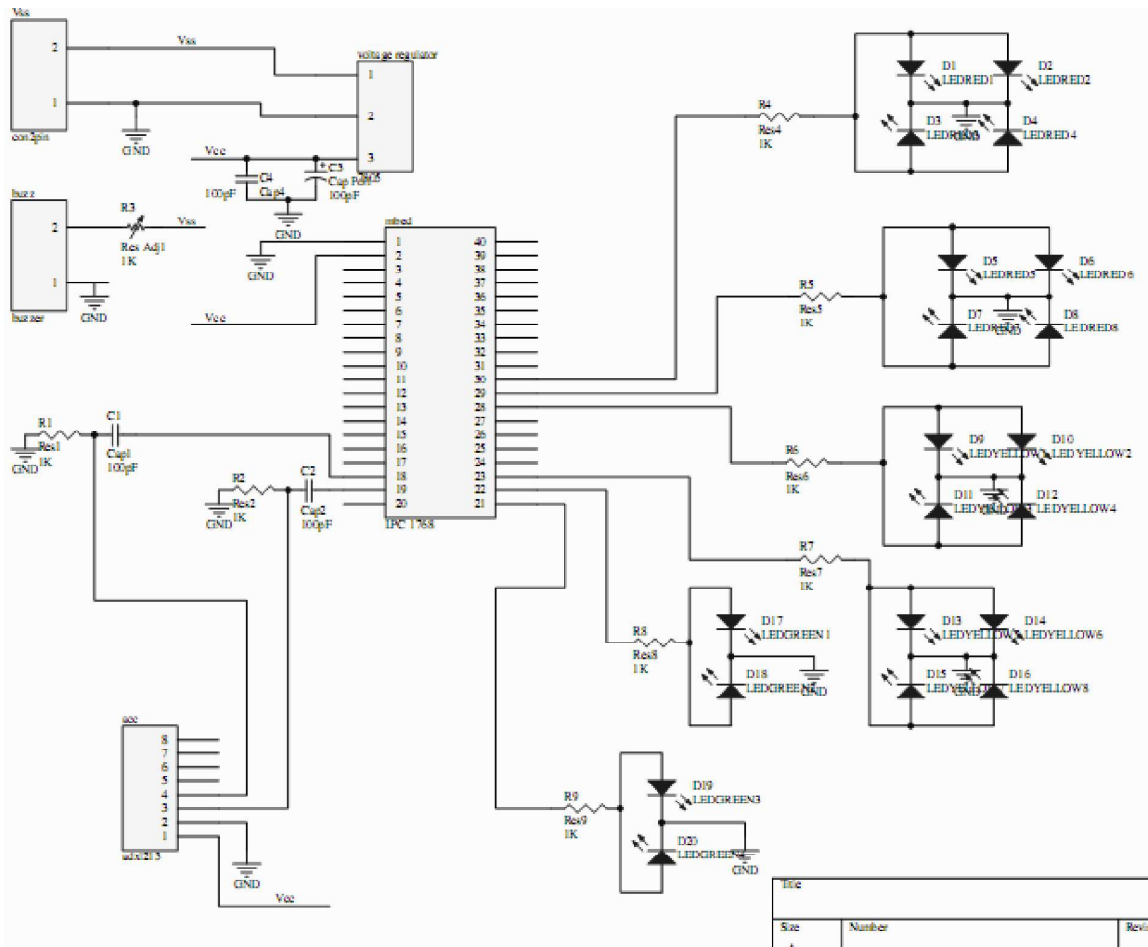 Vss
2
1
con2pin
Vss
GND
voltage regulator
1
2
3
Vcc
C4
Cap4
100pF
C3
100pF
GND
buzz
2
1
buzzer
R3
Res Adj1
1K
Vss
GND
mbed
1
2
3
4
5
6
7
8
9
10
11
12
13
14
15
16
17
18
19
20
40
39
38
37
36
35
34
33
32
31
30
29
28
27
26
25
24
23
22
21
LPC 1768
GND
Vcc
R1
Res1
1K
GND
C1
Cap1
100pF
R2
Res2
1K
GND
C2
Cap2
100pF
acc
8
7
6
5
4
3
2
1
GND
Vcc
R4
Res4
1K
D1
LEDRED1
D2
LEDRED2
D3
D4
LEDRED4
GND
R5
Res5
1K
D5
LEDRED5
D6
LEDRED6
D7
D8
LEDRED8
GND
R6
Res6
1K
D9
D10
LEDYELLOW2
D11
D12
LEDYELLOW4
GND
R7
Res7
1K
D13
D14
LEDYELLOW6
D15
D16
LEDYELLOW8
GND
R8
Res8
1K
D17
LEDGREEN1
D18
GND
R9
Res9
1K
D19
LEDGREEN3
D20
GND
Title
Size
Number